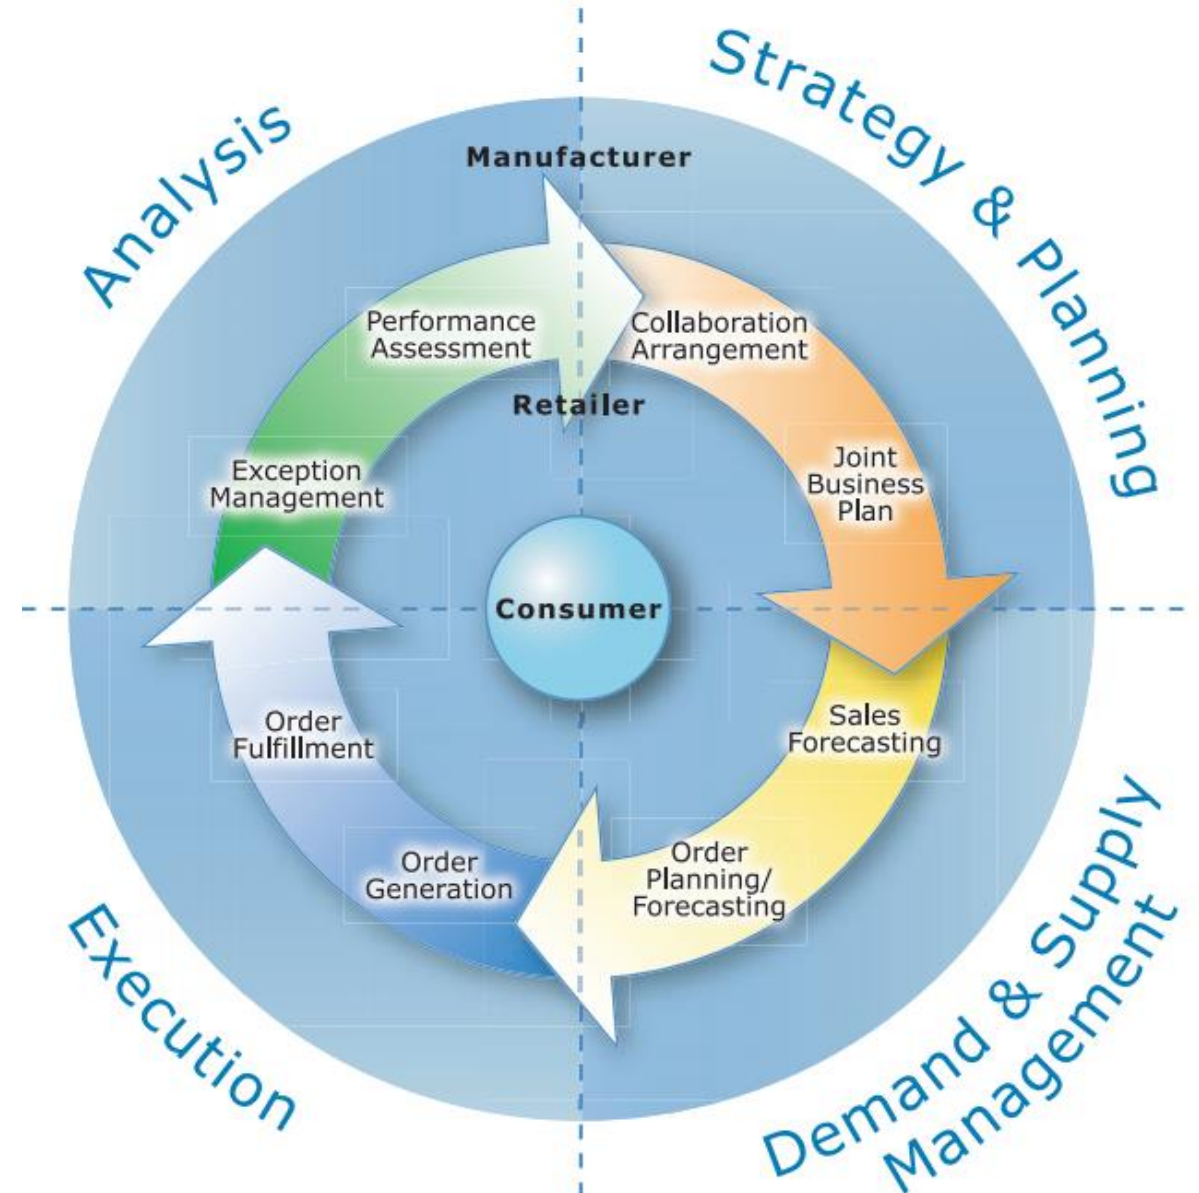 Analysis
Strategy & Planning
Manufacturer
Performance
Assessment
Collaboration
Arrangement
Retailer
Exception
Management
Joint
Business
Plan
Consumer
Order
Fulfillment
Sales
Forecasting
Order
Generation
Order
Planning/
Forecasting
Execution
Demand & Supply
Management